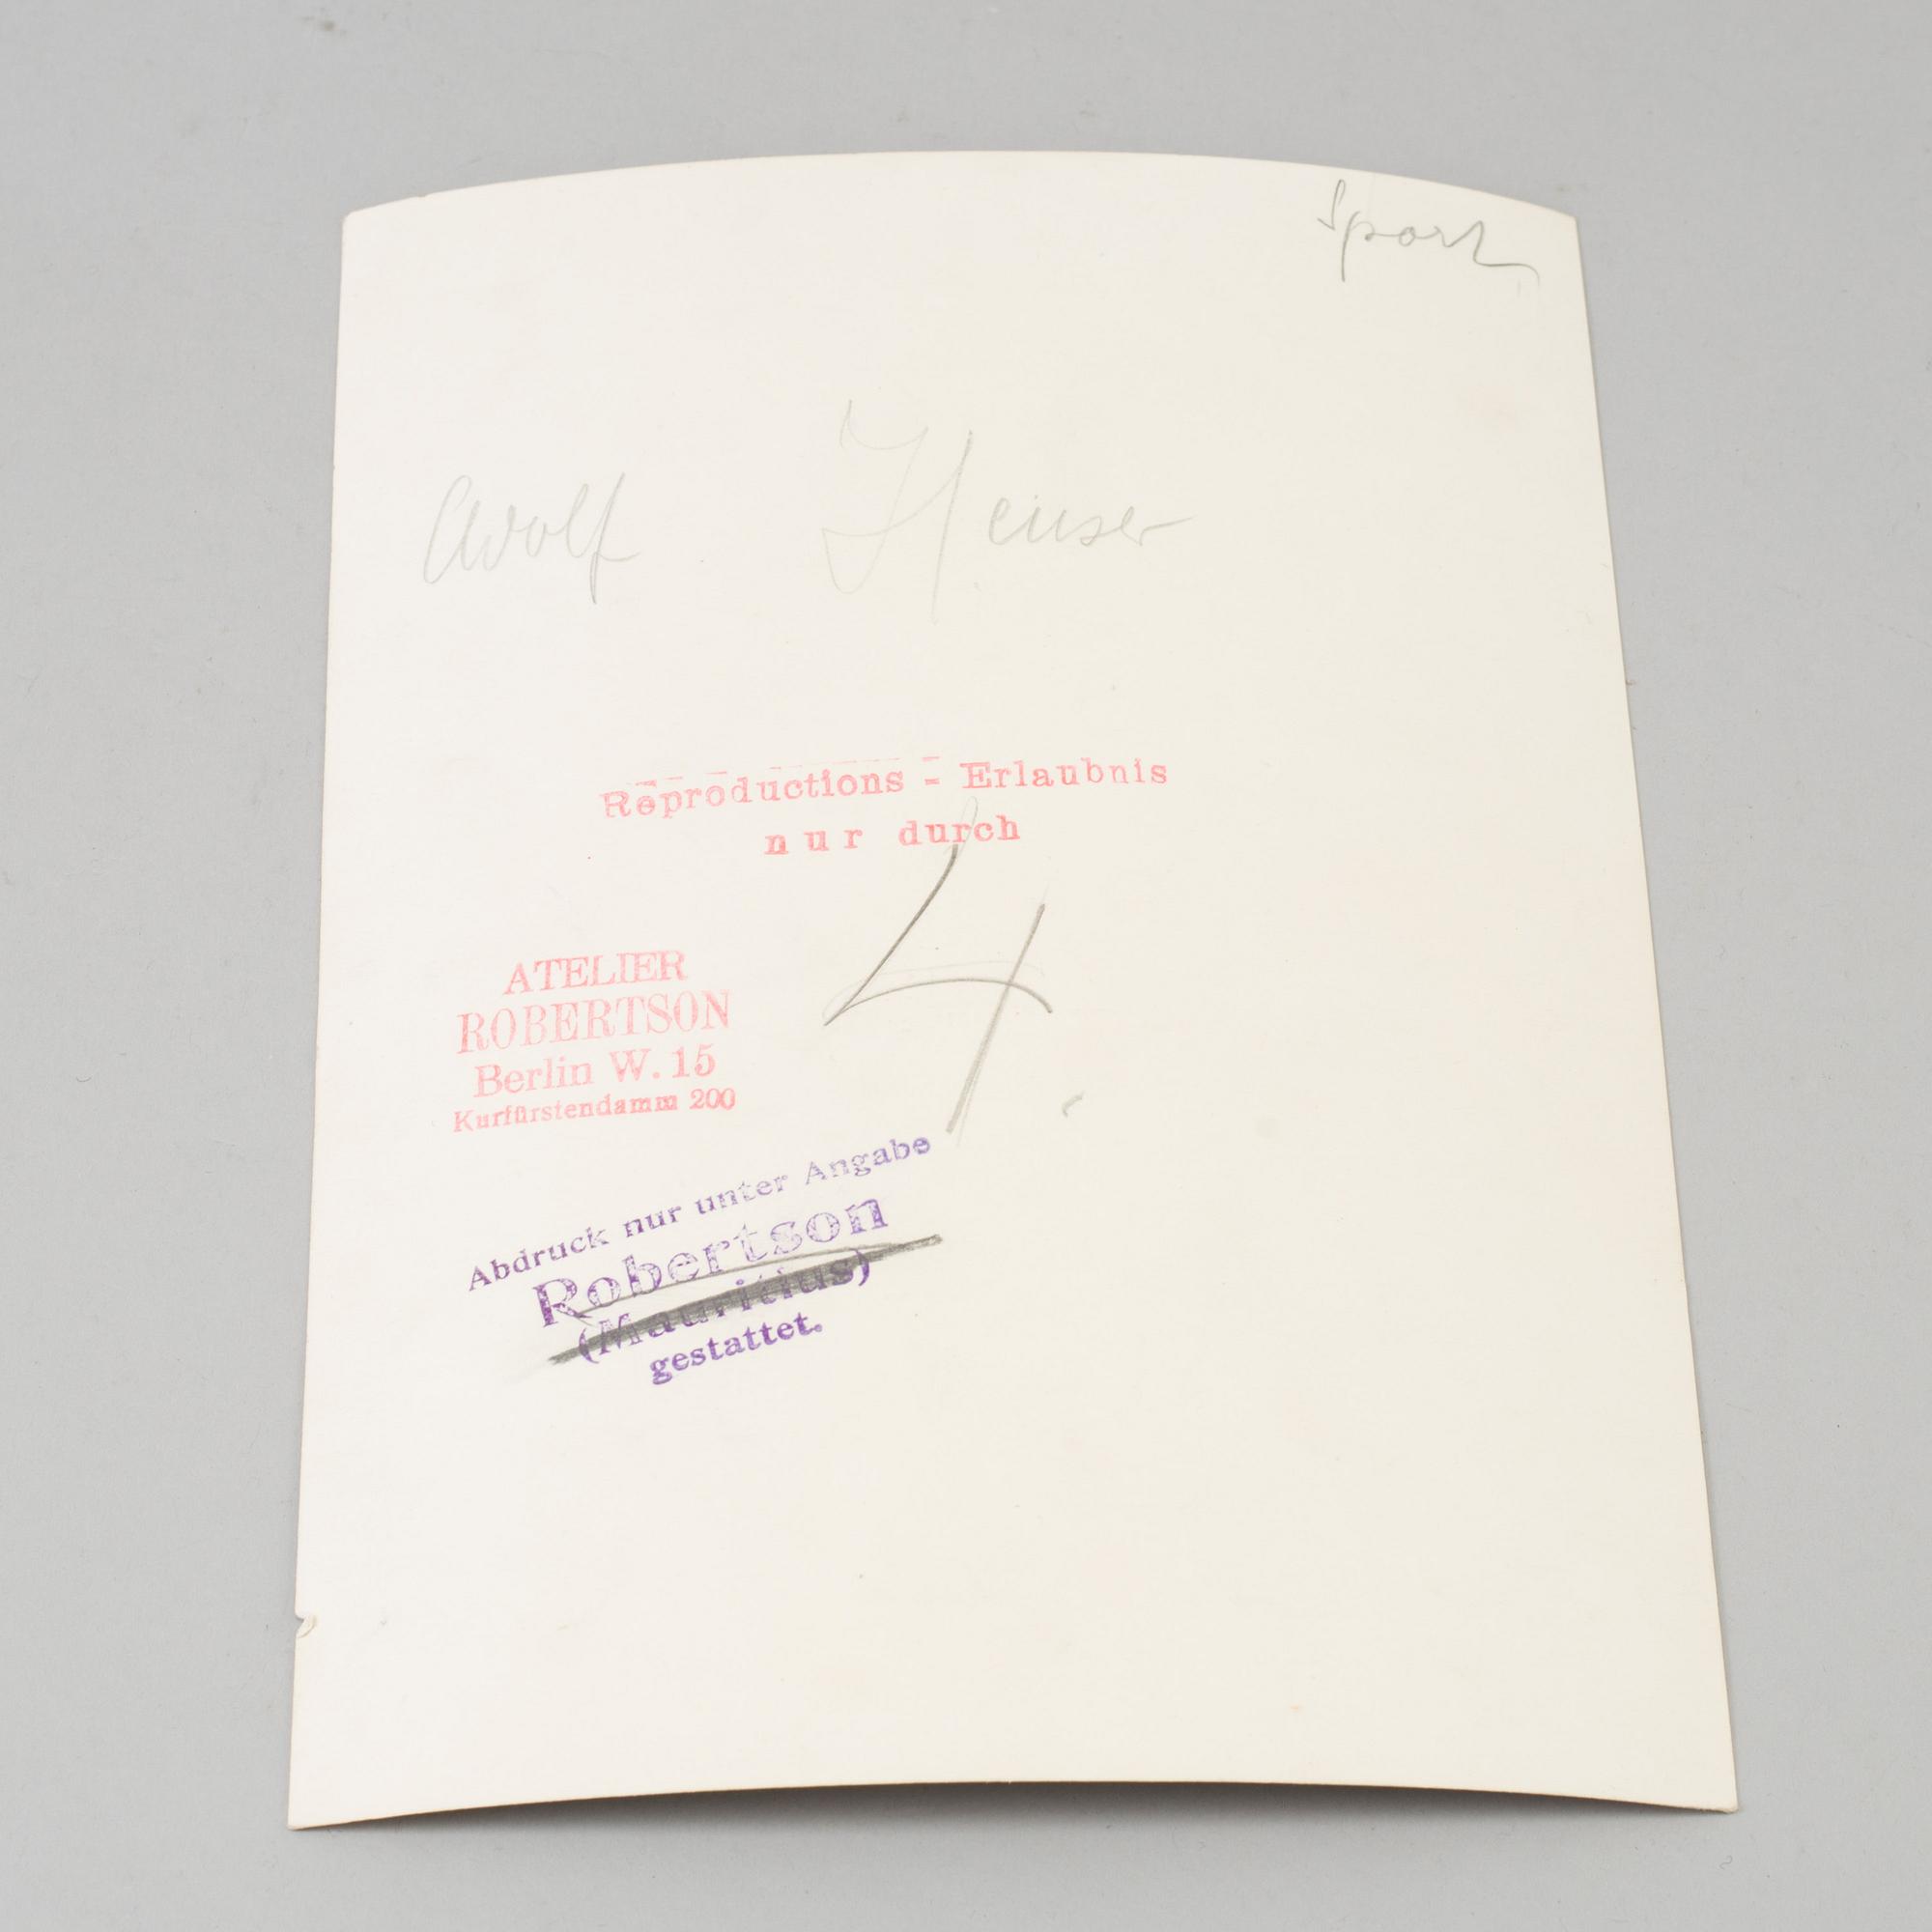 Sport
Adolf Heuser
Reproductions - Erlaubnis
nur durch
4.
ATELIER
ROBERTSON
Berlin W. 15
Kurfürstendamm 200
Abdruck nur unter Angabe
Robertson
(Mauritius)
gestattet.